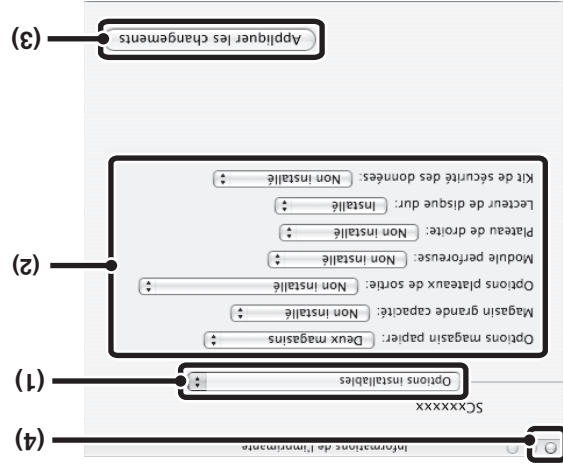 Informations de l'imprimante
(4)
SCxxxxxx
Options installables
(1)
Options magasin papier: Deux magasins
Magasin grande capacité: Non installé
Options plateaux de sortie: Non installé
Module perforeuse: Non installé
Plateau de droite: Non installé
Lecteur de disque dur: Installé
Kit de sécurité des données: Non installé
(2)
Appliquer les changements
(3)